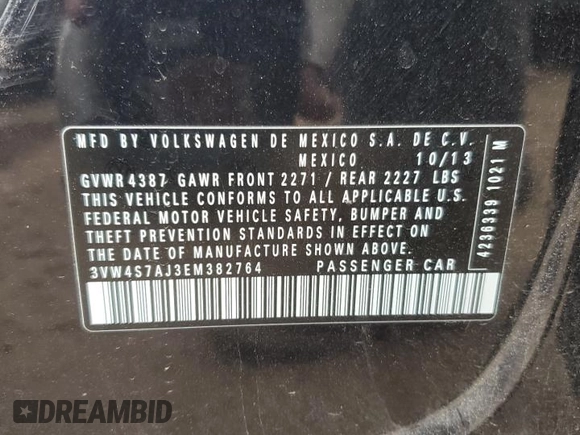 MFD BY VOLKSWAGEN DE MEXICO S.A. DE C.V.
MEXICO 10/13
GVWR 4387 GAWR FRONT 2271 / REAR 2227 LBS
THIS VEHICLE CONFORMS TO ALL APPLICABLE U.S.
FEDERAL MOTOR VEHICLE SAFETY, BUMPER AND
THEFT PREVENTION STANDARDS IN EFFECT ON
THE DATE OF MANUFACTURE SHOWN ABOVE.
3VW4S7AJ3EM382764 PASSENGER CAR
4236339 1021 M
DREAMBID